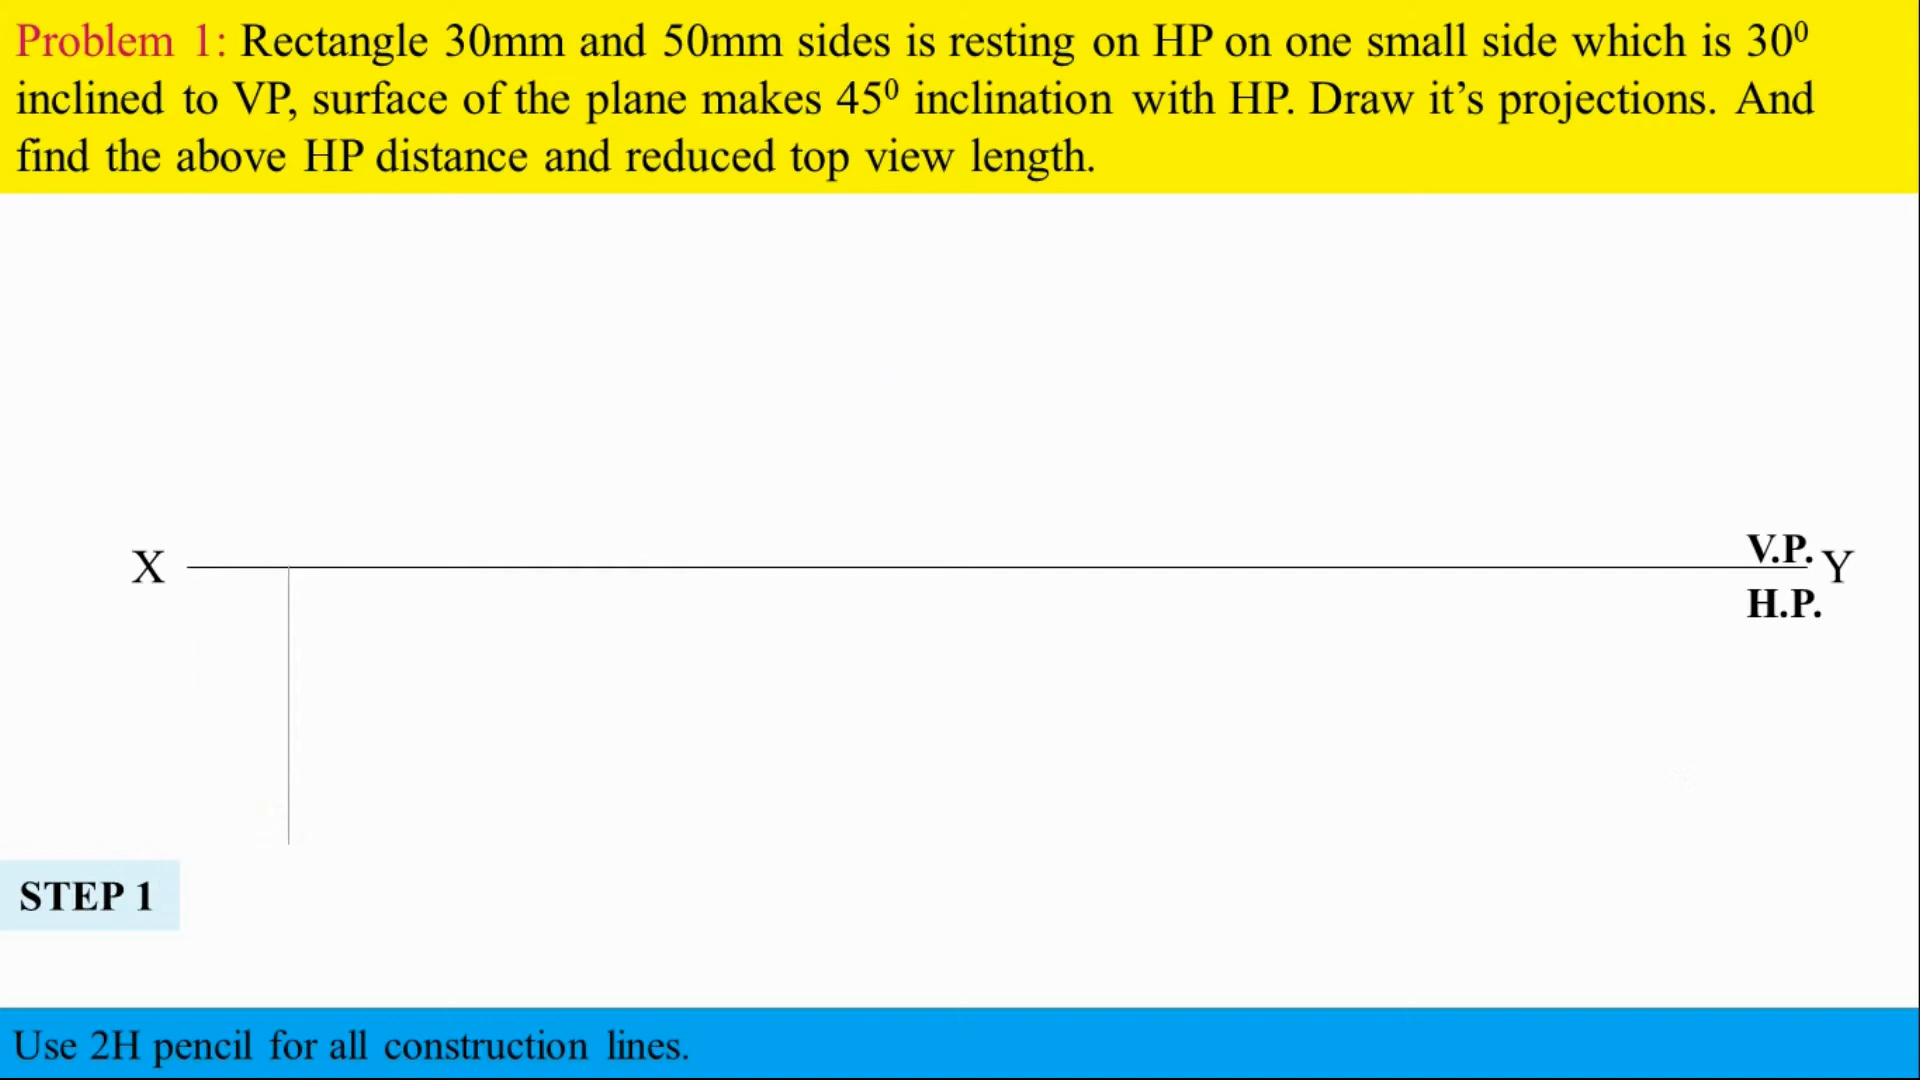 Problem 1: Rectangle 30mm and 50mm sides is resting on HP on one small side which is 30⁰
inclined to VP, surface of the plane makes 45⁰ inclination with HP. Draw it’s projections. And
find the above HP distance and reduced top view length.
X
V.P.
Y
H.P.
STEP 1
Use 2H pencil for all construction lines.